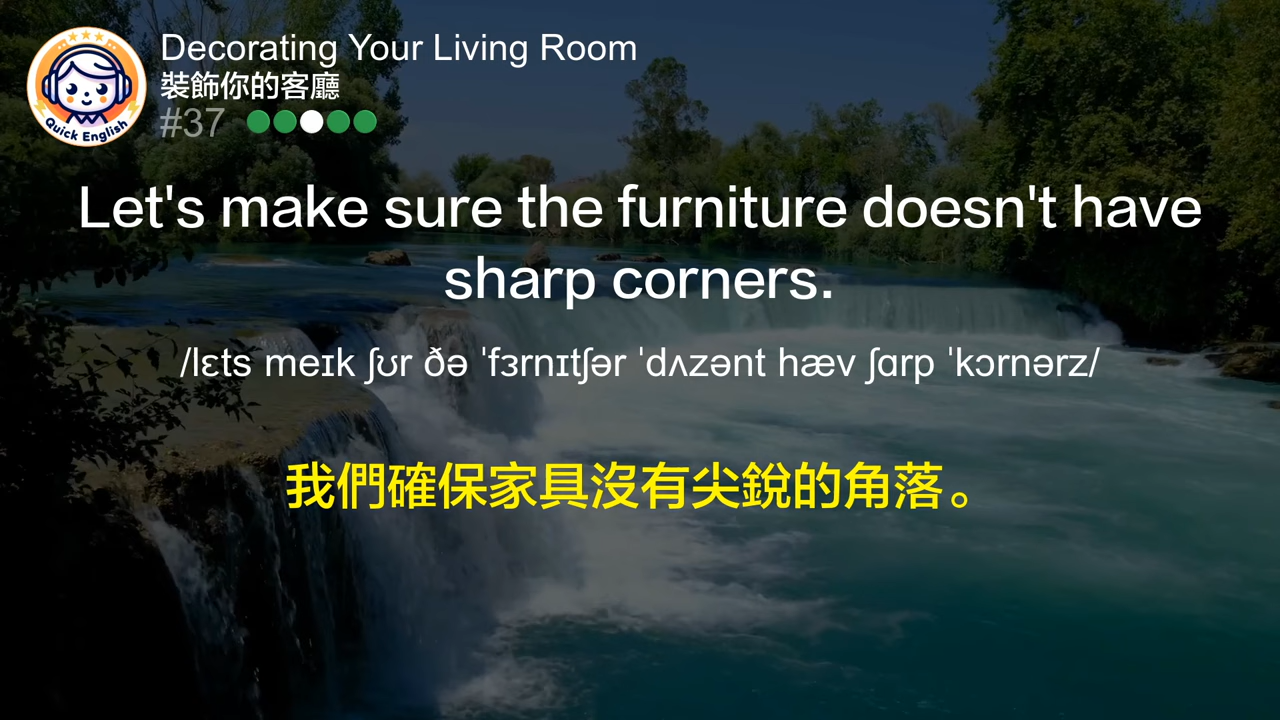 Quick English
Decorating Your Living Room
裝飾你的客廳
#37
Let's make sure the furniture doesn't have
sharp corners.
/lɛts meɪk ʃʊr ðə ˈfɜrnɪtʃər ˈdʌzənt hæv ʃɑrp ˈkɔrnərz/
我們確保家具沒有尖銳的角落。